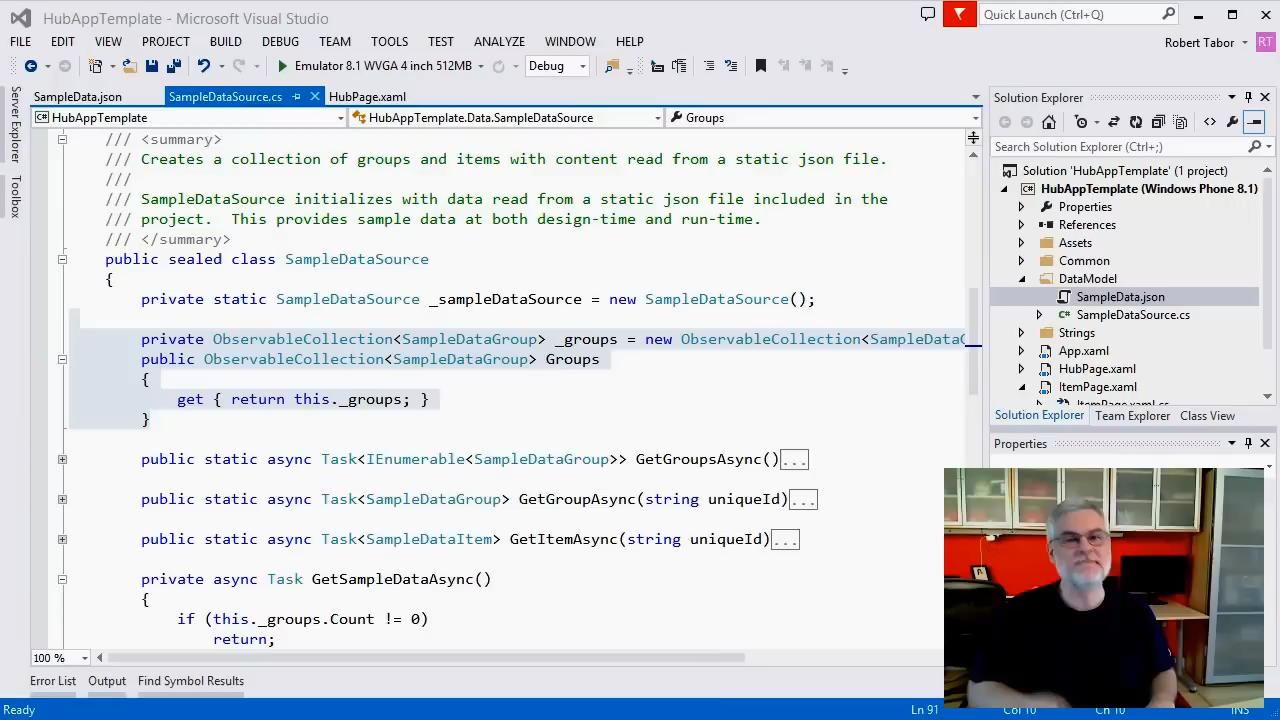 HubAppTemplate - Microsoft Visual Studio
Quick Launch (Ctrl+Q)
FILE EDIT VIEW PROJECT BUILD DEBUG TEAM TOOLS TEST ANALYZE WINDOW HELP
Robert Tabor RT
Emulator 8.1 WVGA 4 inch 512MB Debug
Server Explorer
Toolbox
SampleData.json SampleDataSource.cs HubPage.xaml
HubAppTemplate HubAppTemplate.Data.SampleDataSource Groups
/// <summary>
/// Creates a collection of groups and items with content read from a static json file.
///
/// SampleDataSource initializes with data read from a static json file included in the
/// project.  This provides sample data at both design-time and run-time.
/// </summary>
public sealed class SampleDataSource
{
private static SampleDataSource _sampleDataSource = new SampleDataSource();
private ObservableCollection<SampleDataGroup> _groups = new ObservableCollection<SampleDataG
public ObservableCollection<SampleDataGroup> Groups
{
get { return this._groups; }
}
public static async Task<IEnumerable<SampleDataGroup>> GetGroupsAsync()...
public static async Task<SampleDataGroup> GetGroupAsync(string uniqueId)...
public static async Task<SampleDataItem> GetItemAsync(string uniqueId)...
private async Task GetSampleDataAsync()
{
if (this._groups.Count != 0)
return;
100 %
Error List Output Find Symbol Results
Ready Ln 91 Col 10 Ch 10 INS
Solution Explorer
Search Solution Explorer (Ctrl+;)
Solution 'HubAppTemplate' (1 project)
HubAppTemplate (Windows Phone 8.1)
Properties
References
Assets
Common
DataModel
SampleData.json
SampleDataSource.cs
Strings
App.xaml
HubPage.xaml
ItemPage.xaml
ItemPage.xaml.cs
Solution Explorer Team Explorer Class View
Properties